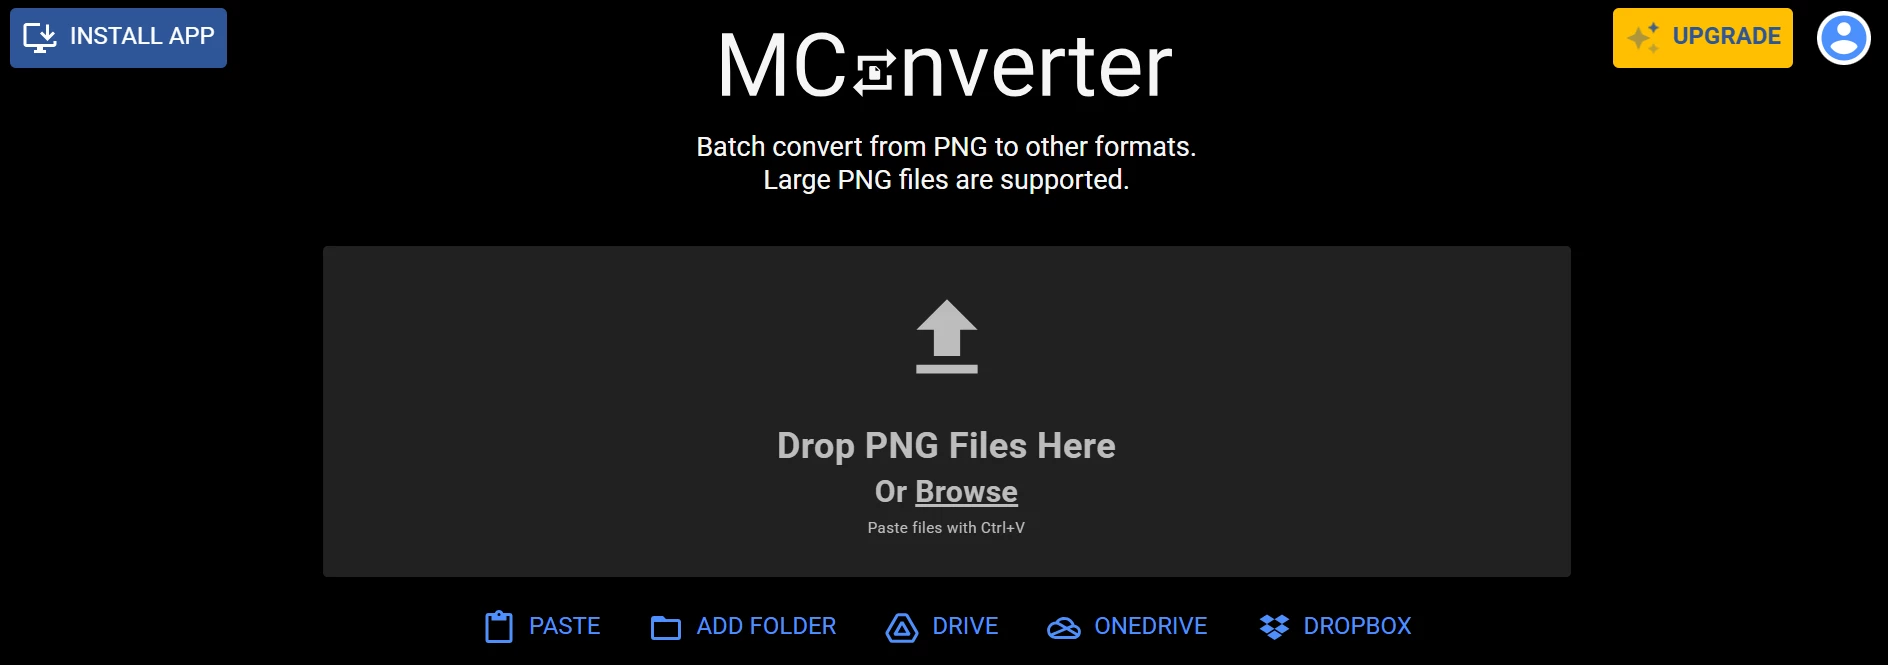 INSTALL APP
MConverter
UPGRADE
Batch convert from PNG to other formats.
Large PNG files are supported.
Drop PNG Files Here
Or Browse
Paste files with Ctrl+V
PASTE
ADD FOLDER
DRIVE
ONEDRIVE
DROPBOX